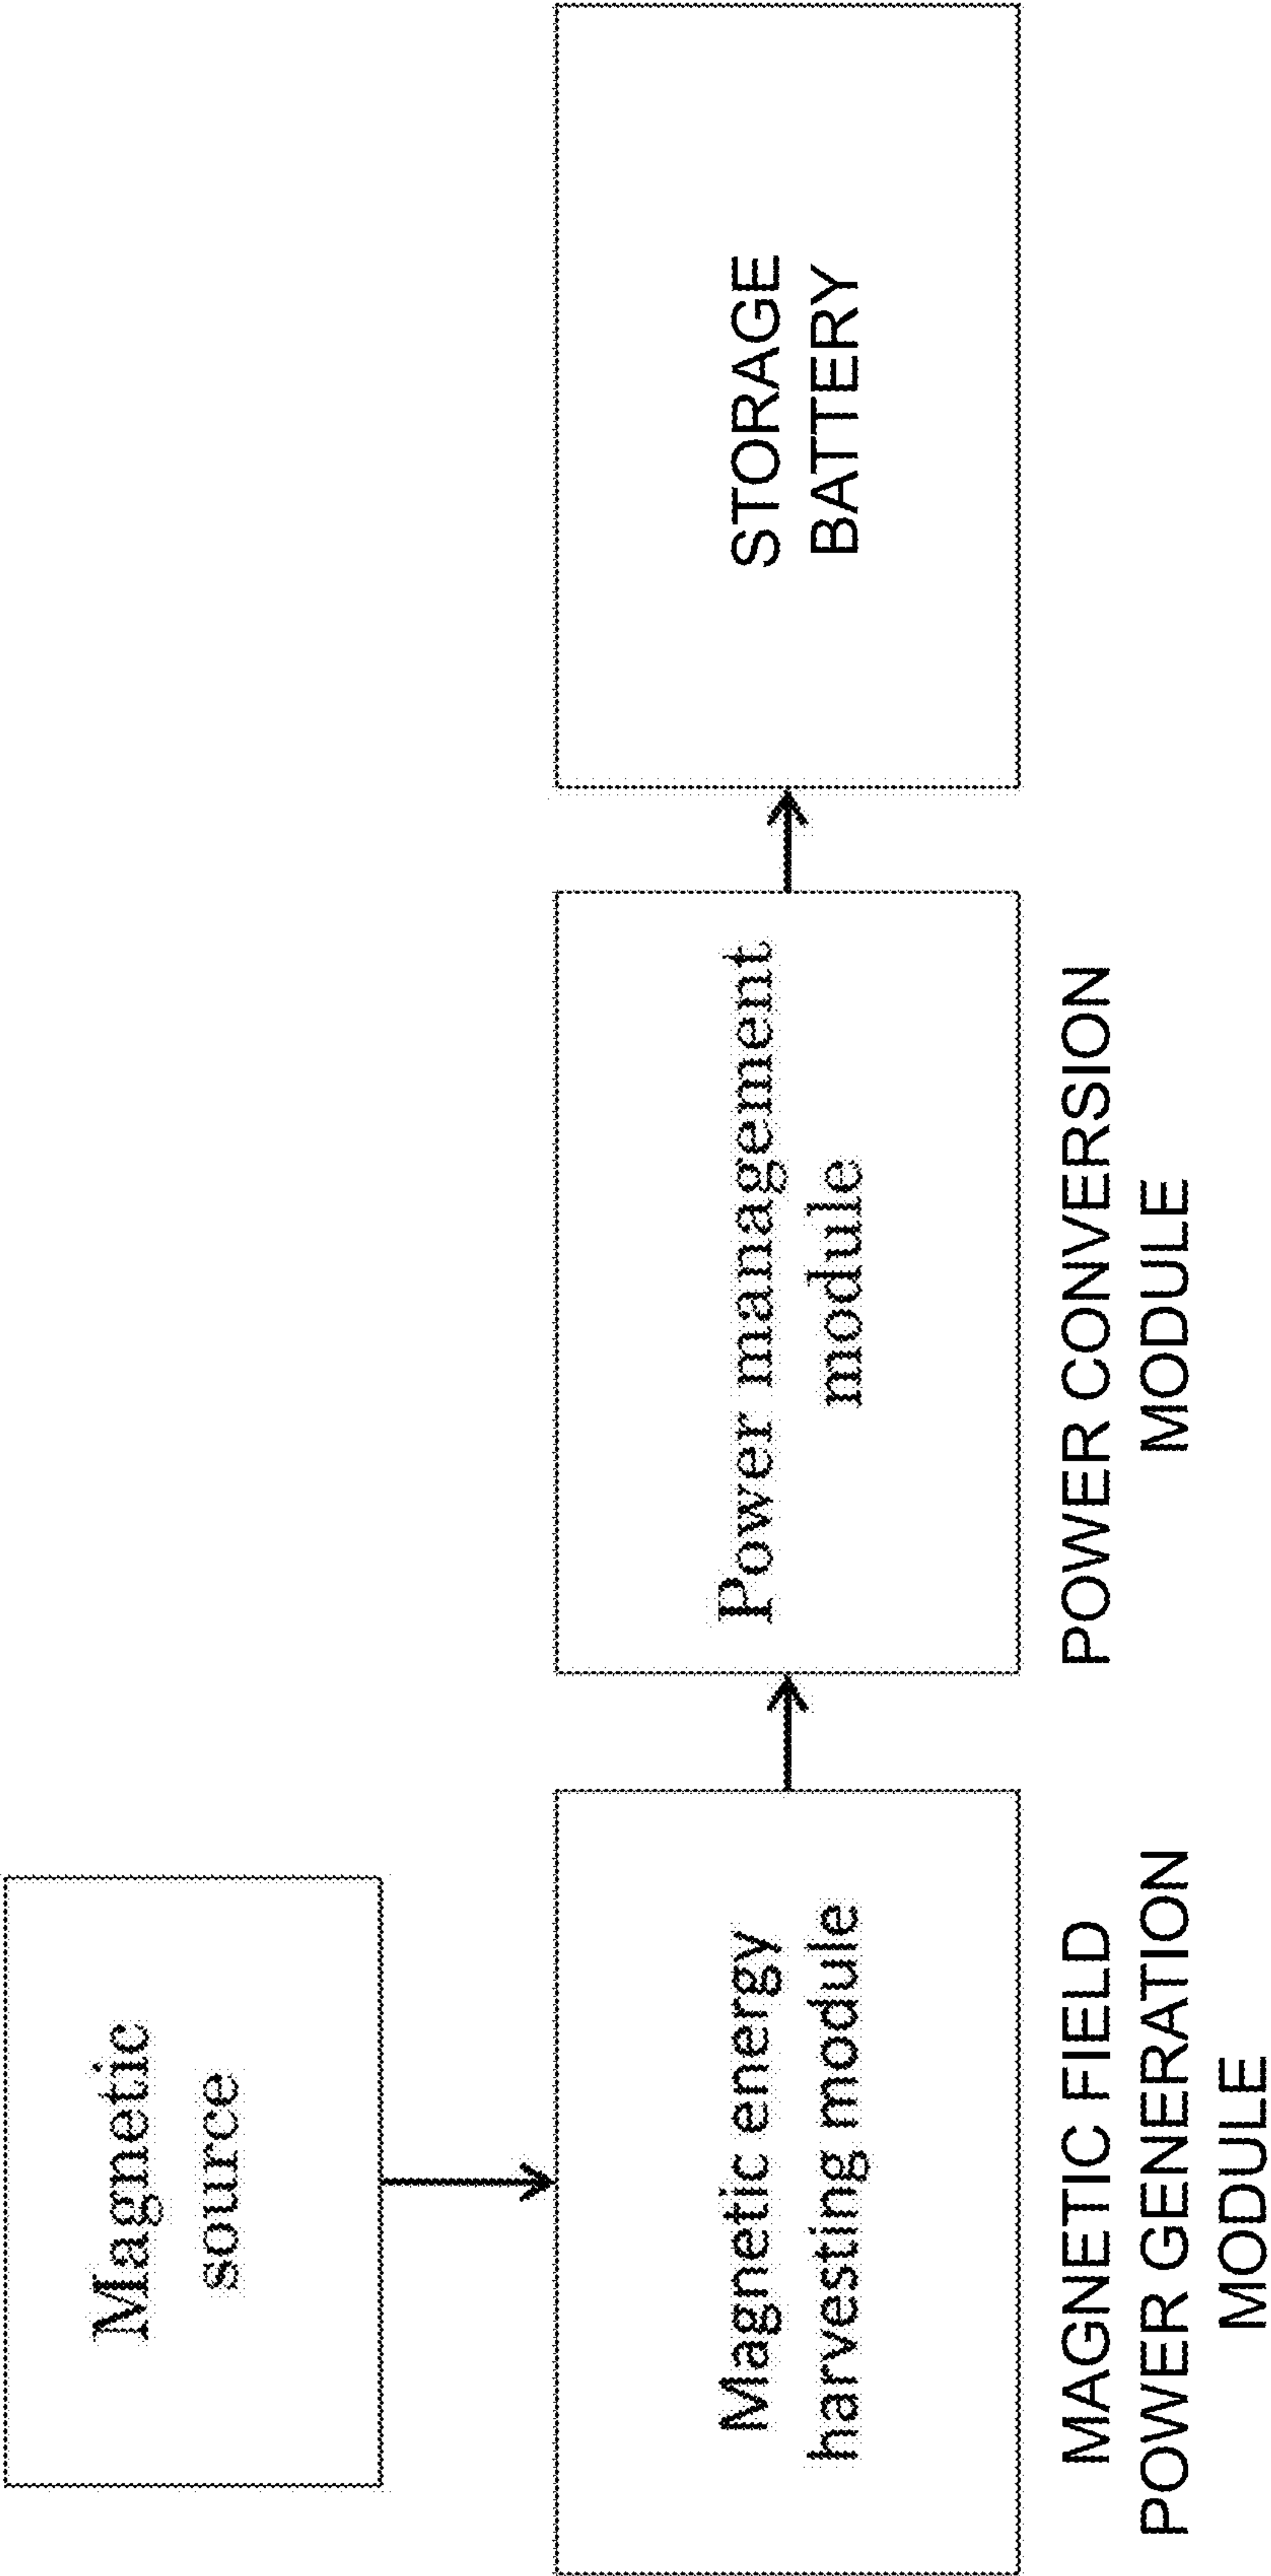 Magnetic
source
Magnetic energy
harvesting module
MAGNETIC FIELD
POWER GENERATION
MODULE
Power management
module
POWER CONVERSION
MODULE
STORAGE
BATTERY